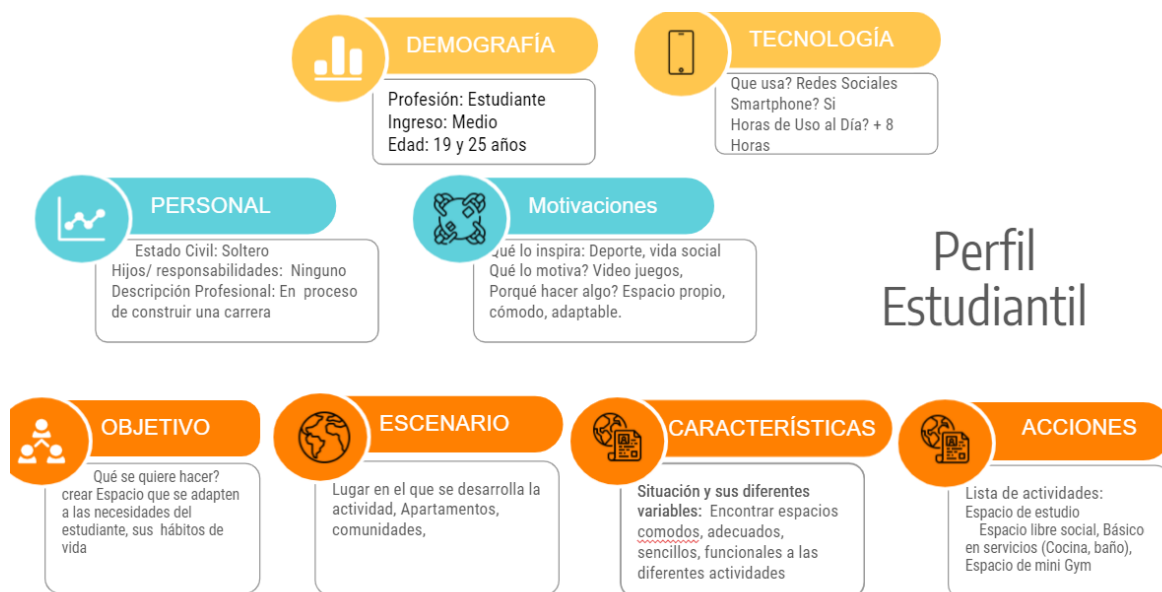 DEMOGRAFÍA
Profesión: Estudiante
Ingreso: Medio
Edad: 19 y 25 años
TECNOLOGÍA
Que usa? Redes Sociales
Smartphone? Si
Horas de Uso al Día? + 8
Horas
PERSONAL
Estado Civil: Soltero
Hijos/ responsabilidades: Ninguno
Descripción Profesional: En proceso
de construir una carrera
Motivaciones
Qué lo inspira: Deporte, vida social
Qué lo motiva? Video juegos,
Porqué hacer algo? Espacio propio,
cómodo, adaptable.
Perfil
Estudiantil
OBJETIVO
Qué se quiere hacer?
crear Espacio que se adapten
a las necesidades del
estudiante, sus hábitos de
vida
ESCENARIO
Lugar en el que se desarrolla la
actividad, Apartamentos,
comunidades,
CARACTERÍSTICAS
Situación y sus diferentes
variables: Encontrar espacios
comodos, adecuados,
sencillos, funcionales a las
diferentes actividades
ACCIONES
Lista de actividades:
Espacio de estudio
Espacio libre social, Básico
en servicios (Cocina, baño),
Espacio de mini Gym